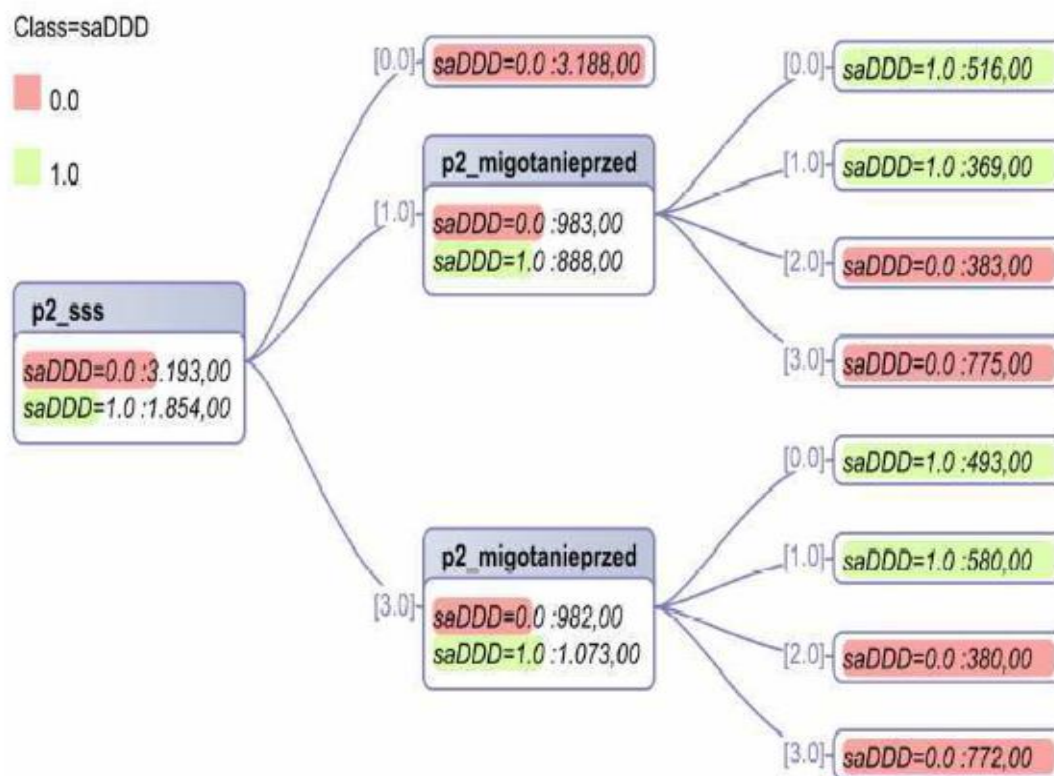 Class=saDDD
0.0
1.0
p2_sss
saDDD=0.0 :3.193,00
saDDD=1.0 :1.854,00
[0.0]
saDDD=0.0 :3.188,00
[1.0]
p2_migotanieprzed
saDDD=0.0 :983,00
saDDD=1.0 :888,00
[0.0]
saDDD=1.0 :516,00
[1.0]
saDDD=1.0 :369,00
[2.0]
saDDD=0.0 :383,00
[3.0]
saDDD=0.0 :775,00
[3.0]
p2_migotanieprzed
saDDD=0.0 :982,00
saDDD=1.0 :1.073,00
[0.0]
saDDD=1.0 :493,00
[1.0]
saDDD=1.0 :580,00
[2.0]
saDDD=0.0 :380,00
[3.0]
saDDD=0.0 :772,00